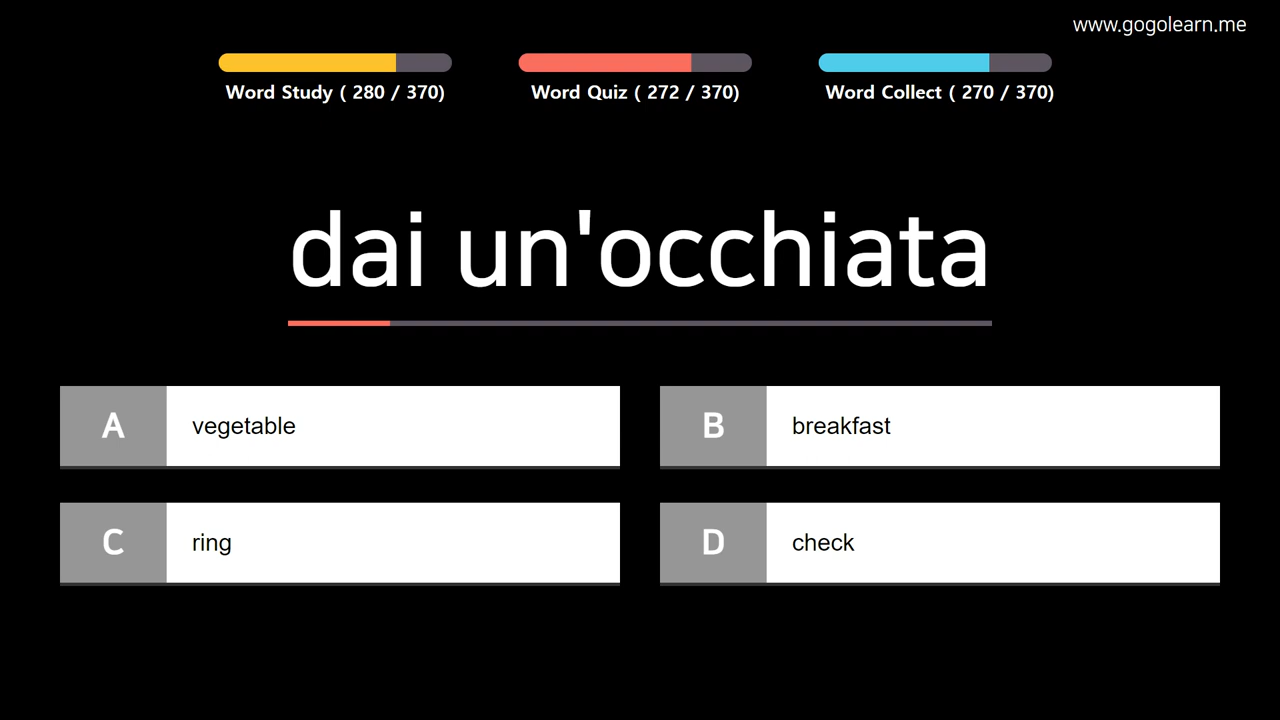 www.gogolearn.me
Word Study ( 280 / 370)
Word Quiz ( 272 / 370)
Word Collect ( 270 / 370)
dai un'occhiata
A vegetable
B breakfast
C ring
D check